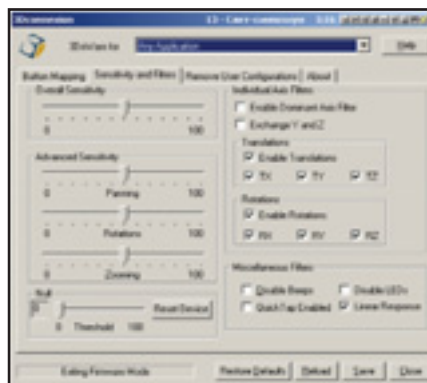 3Dconnexion
3DxWare for Any Application Help
Button Mapping Sensitivity and Filters Remove User Configurations About
Overall Sensitivity
0 100
Advanced Sensitivity
0 Panning 100
0 Rotations 100
0 Zooming 100
Null
0 Reset Device
0 Threshold 100
Individual Axis Filters
Enable Dominant Axis Filter
Exchange Y and Z
Translations
Enable Translations
TX TY TZ
Rotations
Enable Rotations
RX RY RZ
Miscellaneous Filters
Disable Beeps Disable LEDs
QuickTap Enabled Linear Response
Restore Defaults Reload Save Close